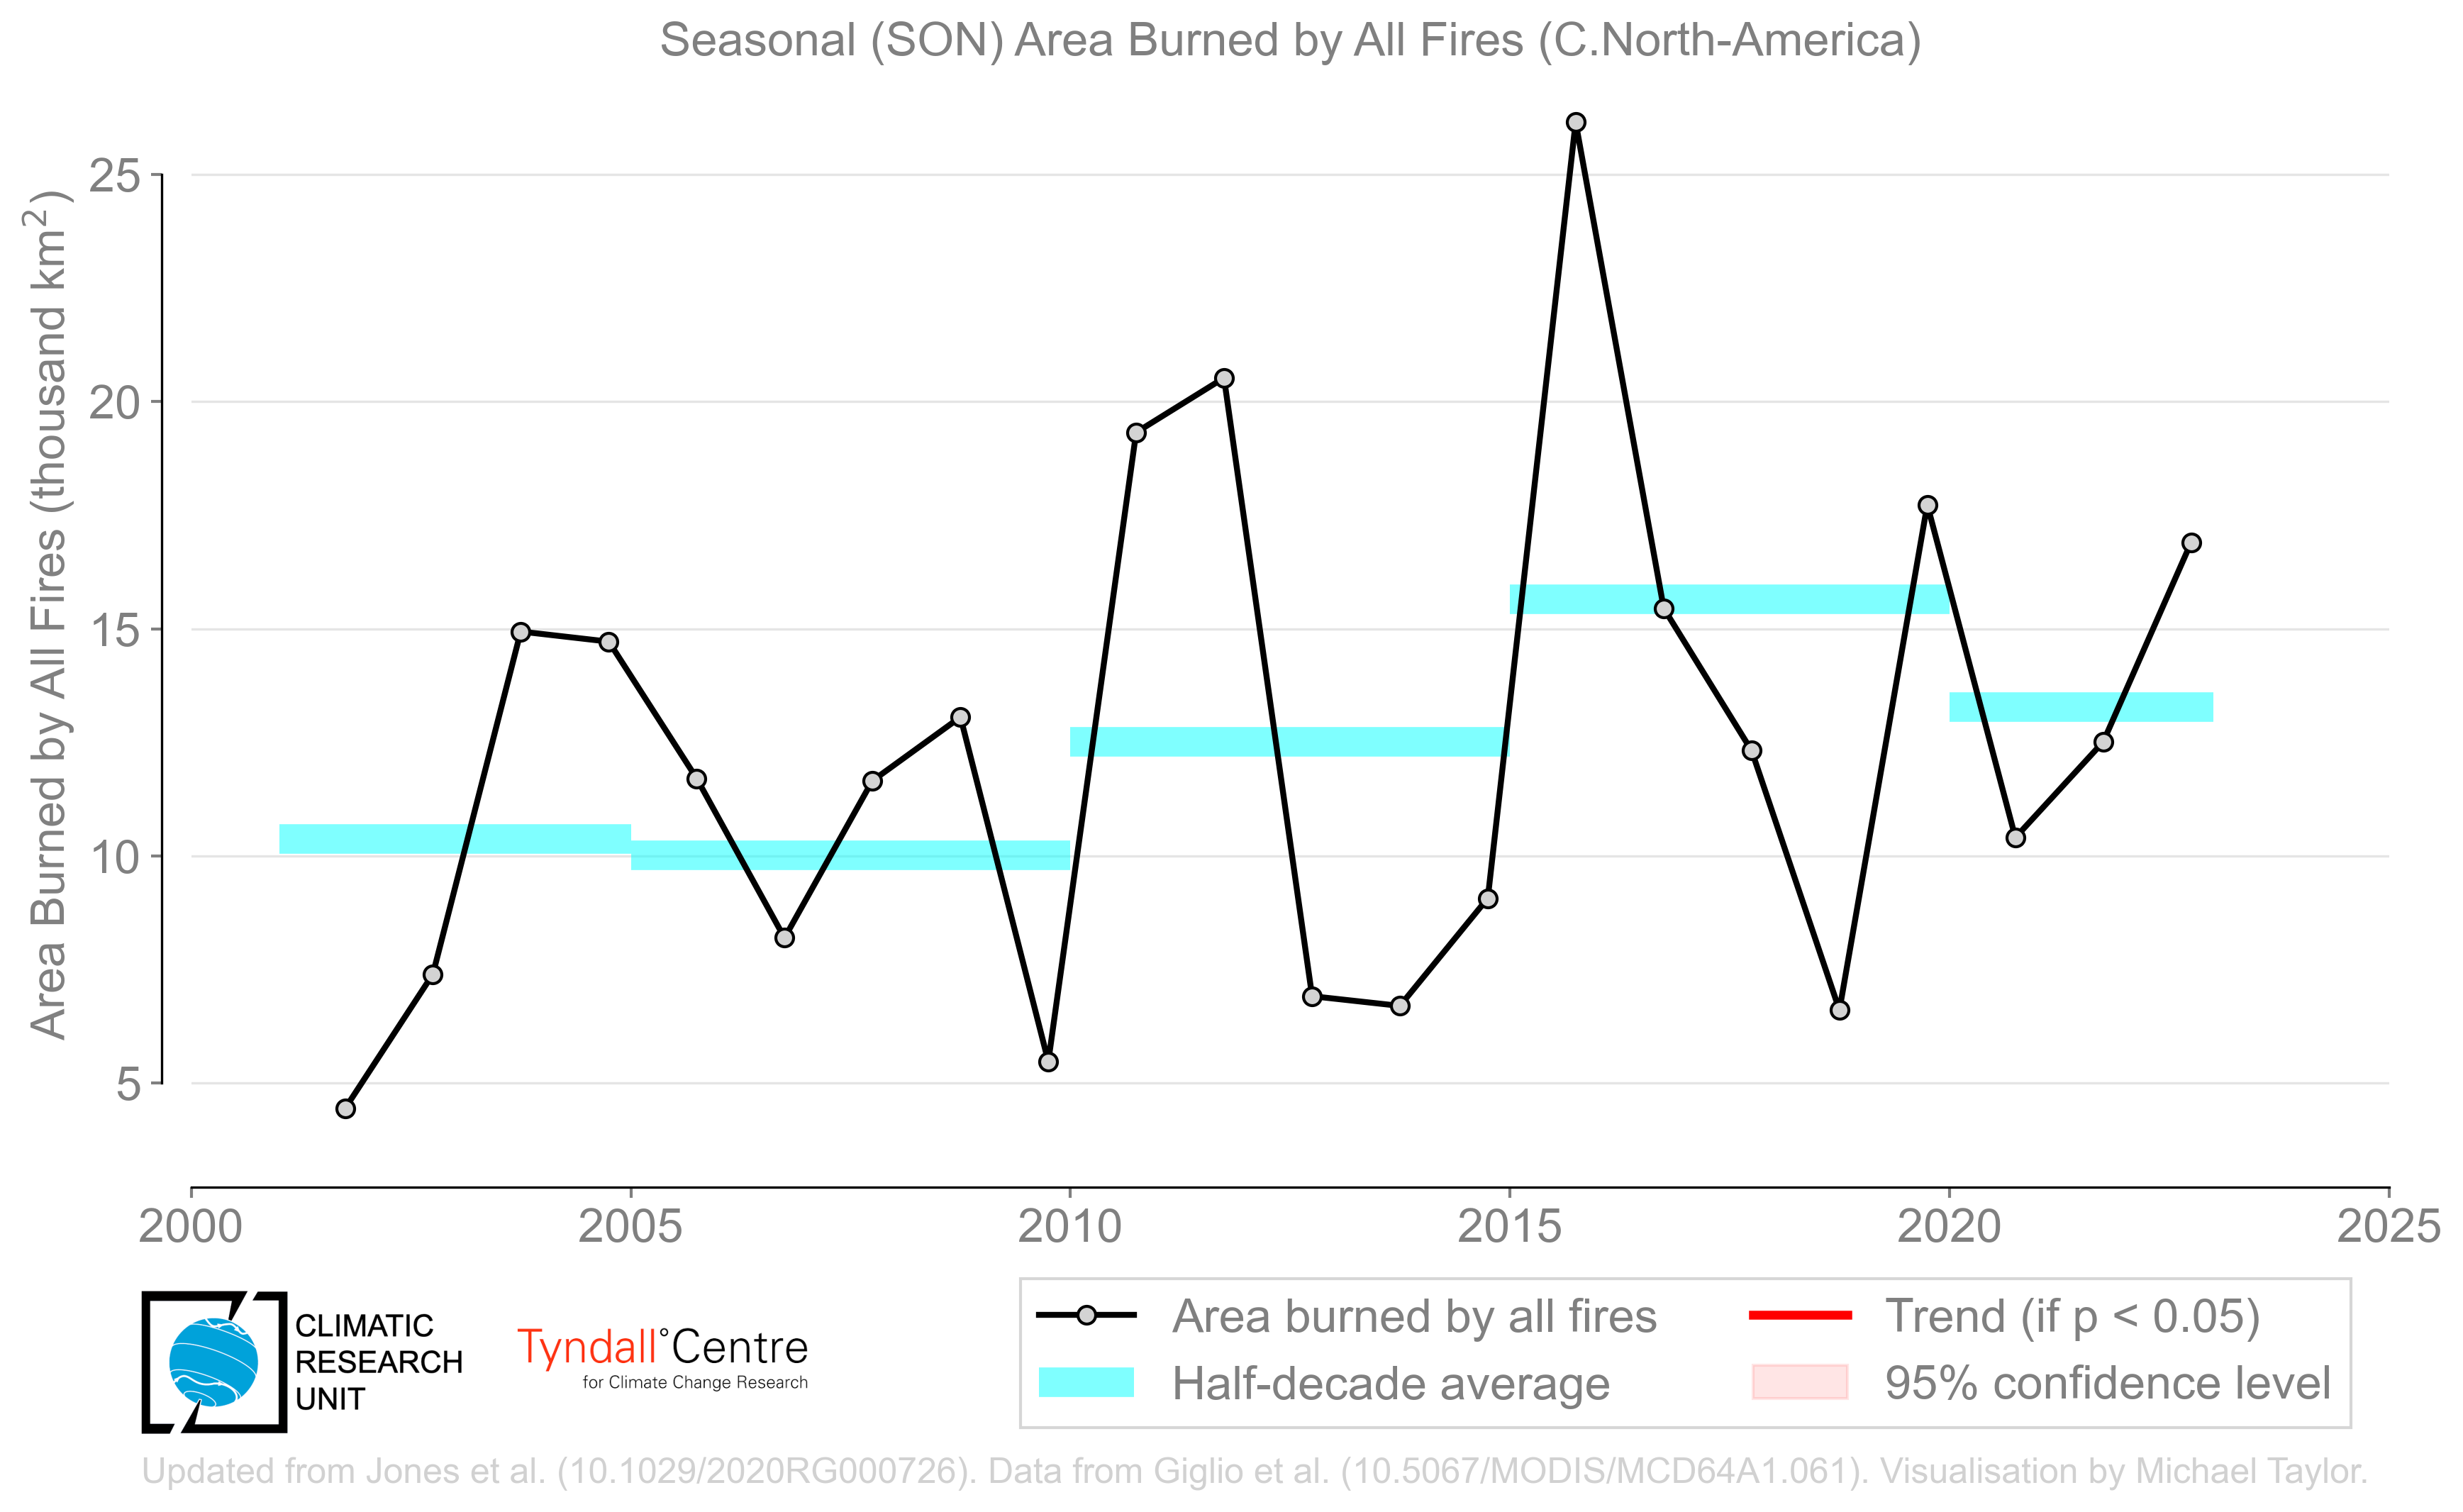 Seasonal (SON) Area Burned by All Fires (C.North-America)
Area Burned by All Fires (thousand km²)
25
20
15
10
5
2000 2005 2010 2015 2020 2025
CLIMATIC
RESEARCH
UNIT
Tyndall°Centre
for Climate Change Research
Area burned by all fires
Half-decade average
Trend (if p < 0.05)
95% confidence level
Updated from Jones et al. (10.1029/2020RG000726). Data from Giglio et al. (10.5067/MODIS/MCD64A1.061). Visualisation by Michael Taylor.